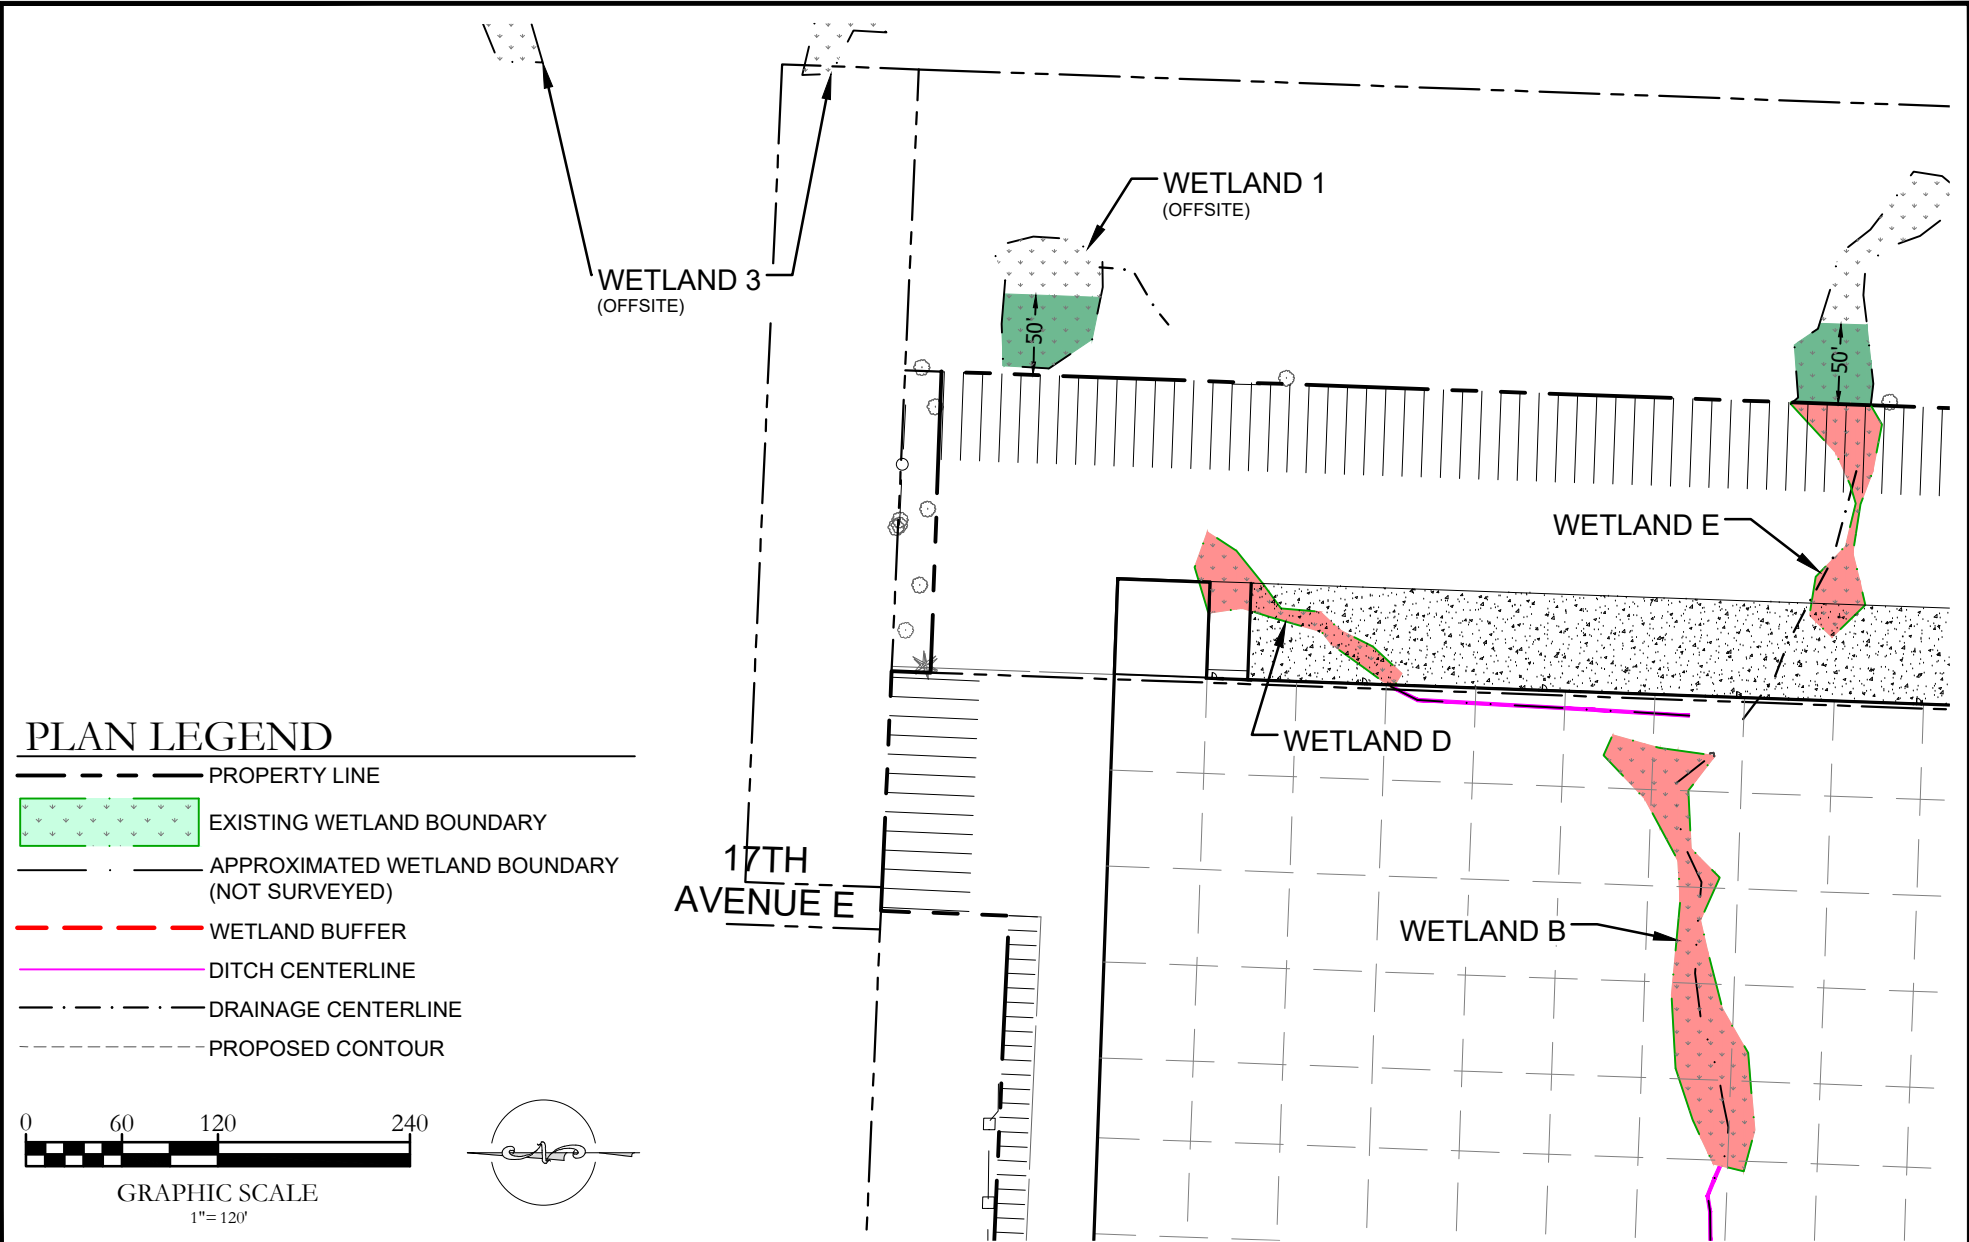 WETLAND 1
(OFFSITE)
WETLAND 3
(OFFSITE)
50'
50'
WETLAND E
WETLAND D
WETLAND B
17TH
AVENUE E
PLAN LEGEND
PROPERTY LINE
EXISTING WETLAND BOUNDARY
APPROXIMATED WETLAND BOUNDARY
(NOT SURVEYED)
WETLAND BUFFER
DITCH CENTERLINE
DRAINAGE CENTERLINE
PROPOSED CONTOUR
0 60 120 240
GRAPHIC SCALE
1"= 120'
N